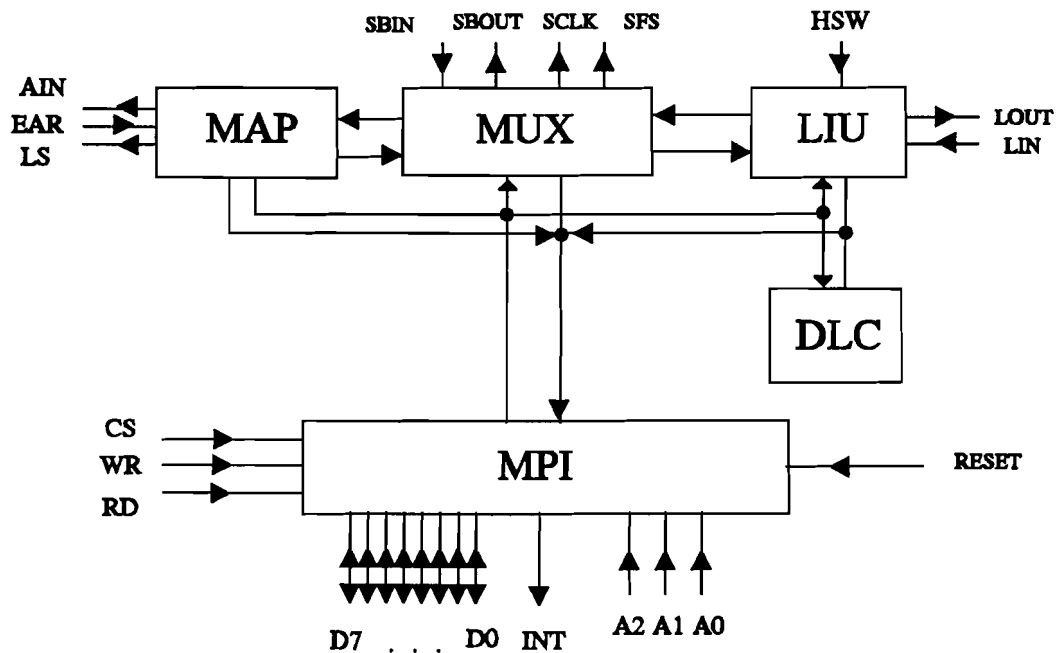 SBIN SBOUT SCLK SFS HSW
AIN
EAR
LS
MAP MUX LIU
LOUT
LIN
DLC
CS
WR
RD
MPI
RESET
D7 . . . D0 INT A2 A1 A0